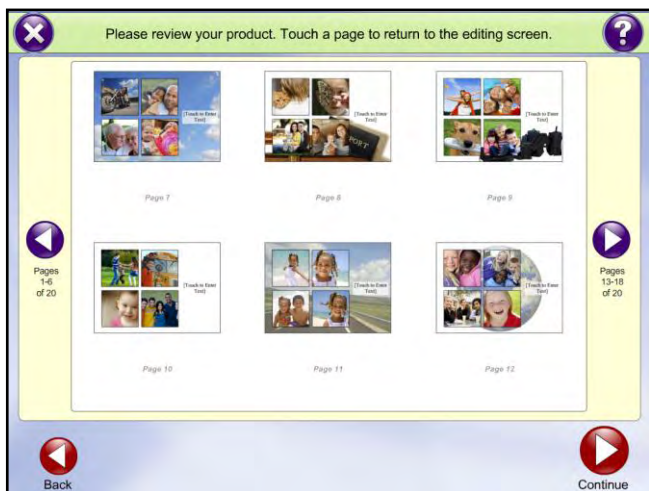 Please review your product. Touch a page to return to the editing screen.
?
[Touch to Enter
Text]
[Touch to Enter
Text]
PORT
[Touch to Enter
Text]
Page 7
Page 8
Page 9
Pages
1-6
of 20
Pages
13-18
of 20
[Touch to Enter
Text]
[Touch to Enter
Text]
[Touch to Enter
Text]
Page 10
Page 11
Page 12
Back
Continue